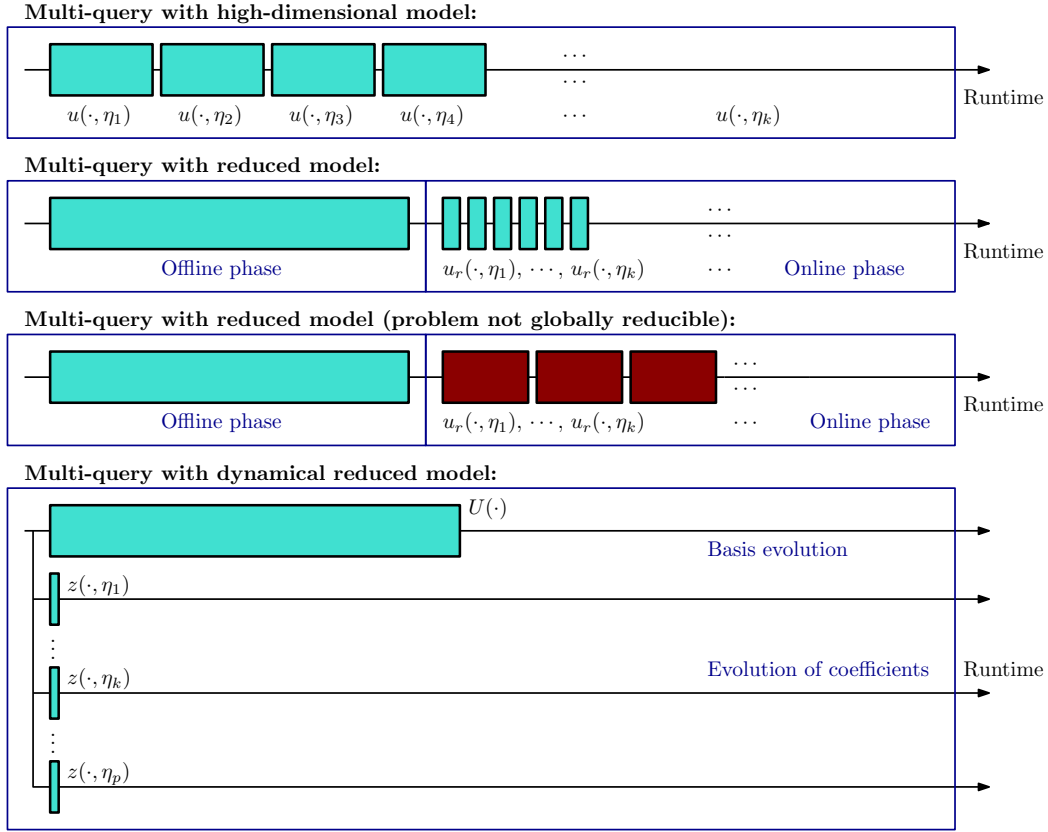 Multi-query with high-dimensional model:
⋯
⋯
Runtime
u(·, η₁) u(·, η₂) u(·, η₃) u(·, η₄) ⋯ u(·, ηₖ)
Multi-query with reduced model:
⋯
⋯
Runtime
Offline phase uᵣ(·, η₁), ⋯, uᵣ(·, ηₖ) ⋯ Online phase
Multi-query with reduced model (problem not globally reducible):
⋯
⋯
Runtime
Offline phase uᵣ(·, η₁), ⋯, uᵣ(·, ηₖ) ⋯ Online phase
Multi-query with dynamical reduced model:
U(·)
Basis evolution
z(·, η₁)
⋮
Evolution of coefficients Runtime
z(·, ηₖ)
⋮
z(·, ηₚ)